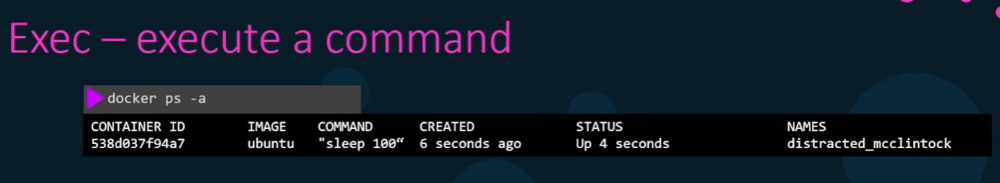 Exec – execute a command
docker ps -a
CONTAINER ID IMAGE COMMAND CREATED STATUS NAMES
538d037f94a7 ubuntu "sleep 100“ 6 seconds ago Up 4 seconds distracted_mcclintock